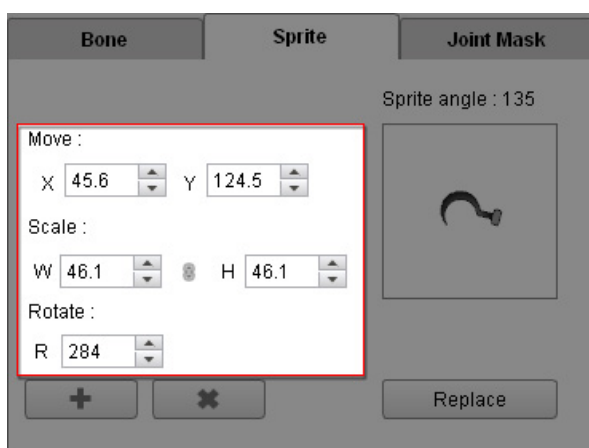 Bone Sprite Joint Mask
Sprite angle : 135
Move :
X 45.6 Y 124.5
Scale :
W 46.1 H 46.1
Rotate :
R 284
Replace